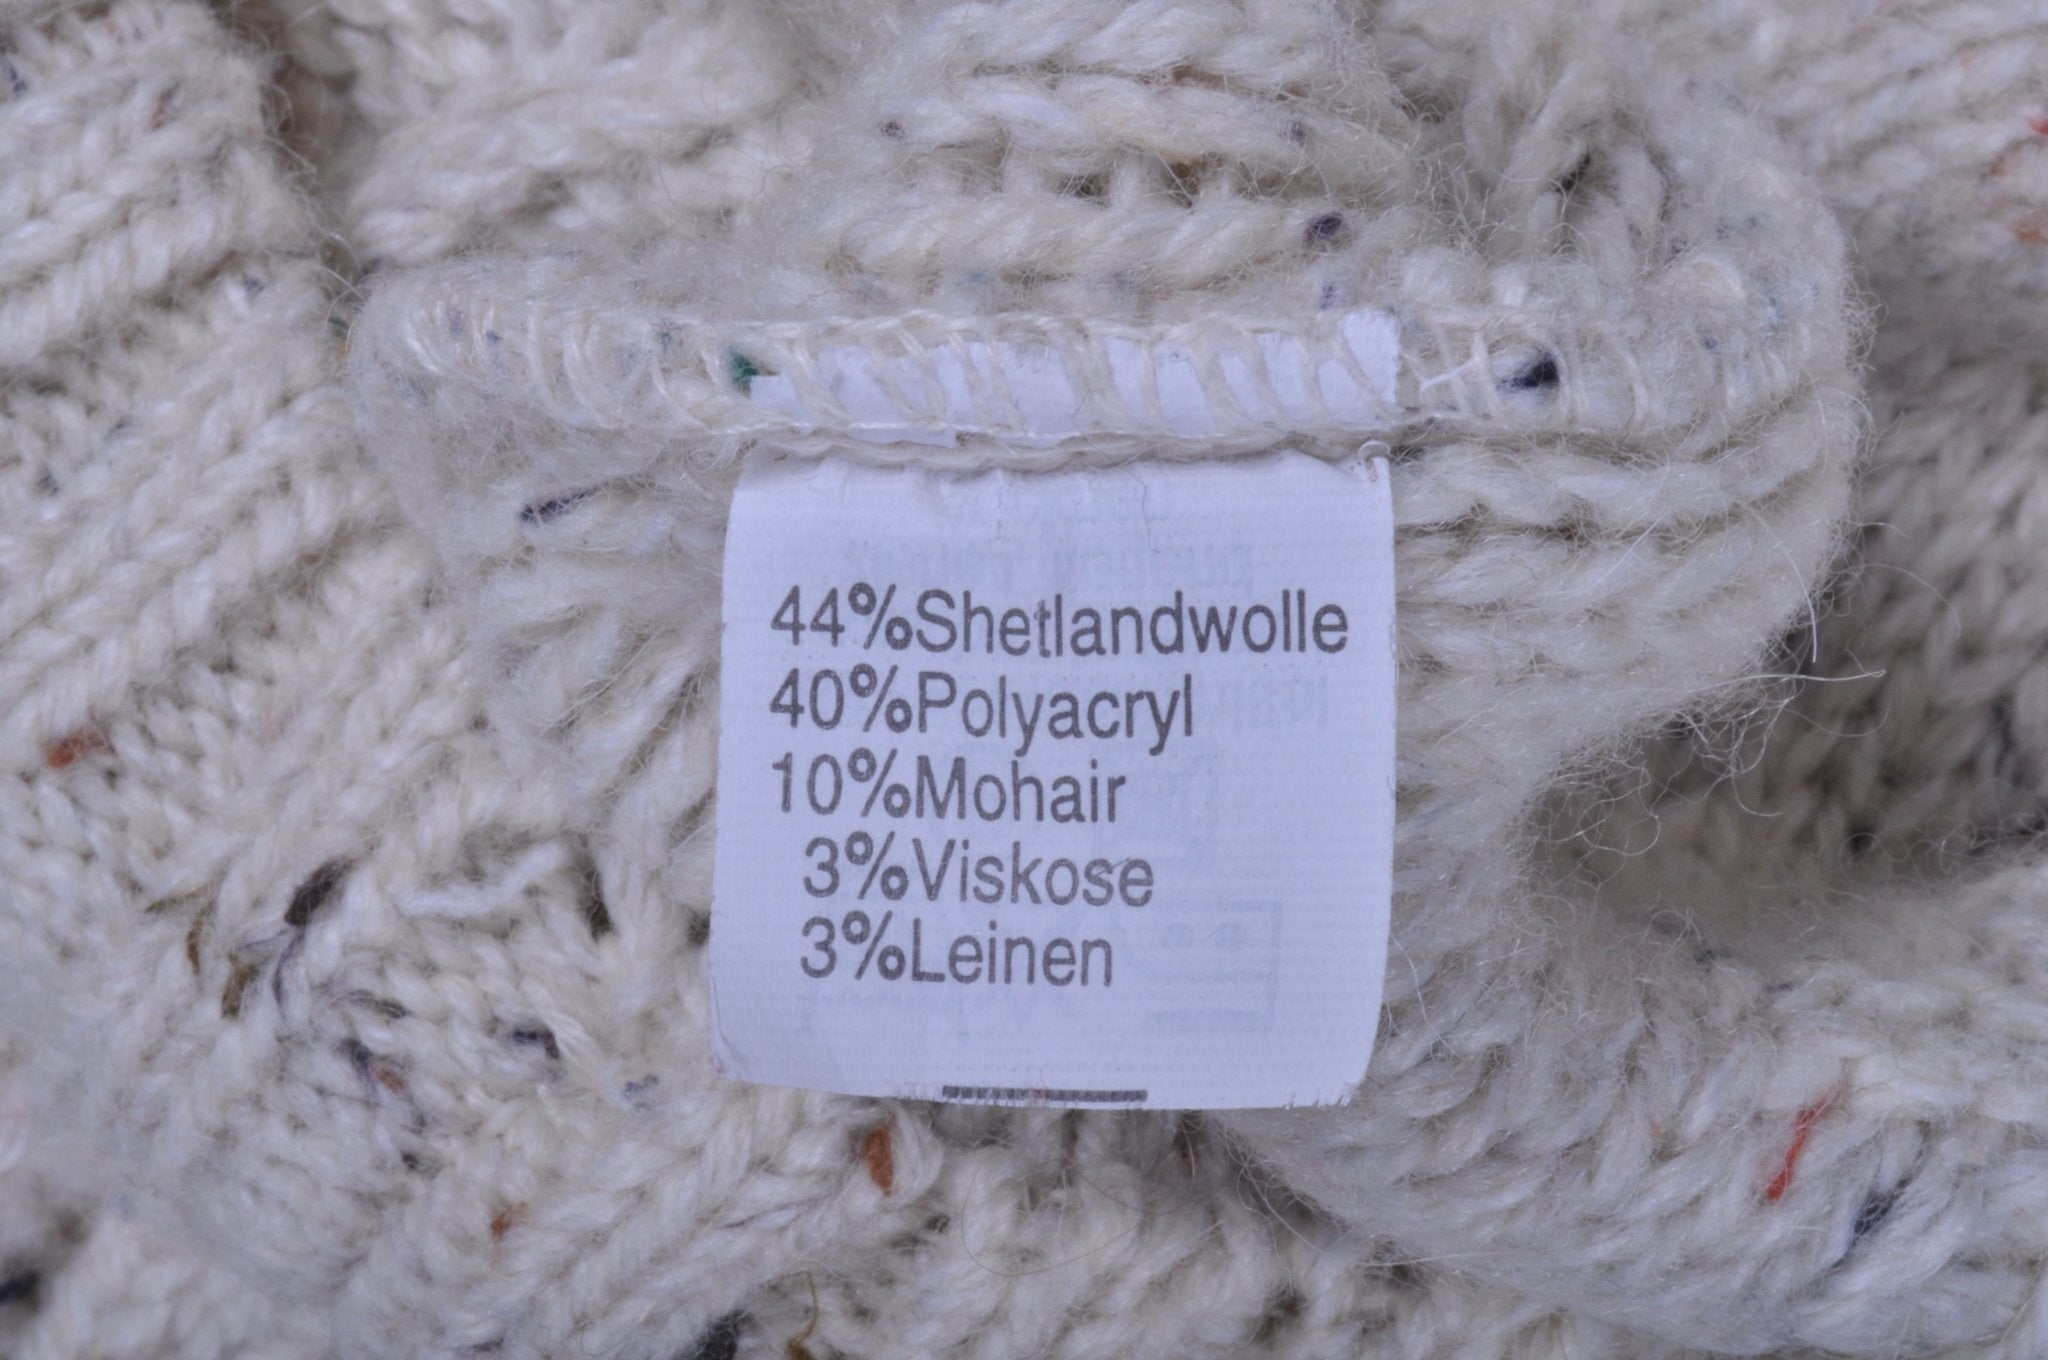 44%Shetlandwolle
40%Polyacryl
10%Mohair
3%Viskose
3%Leinen